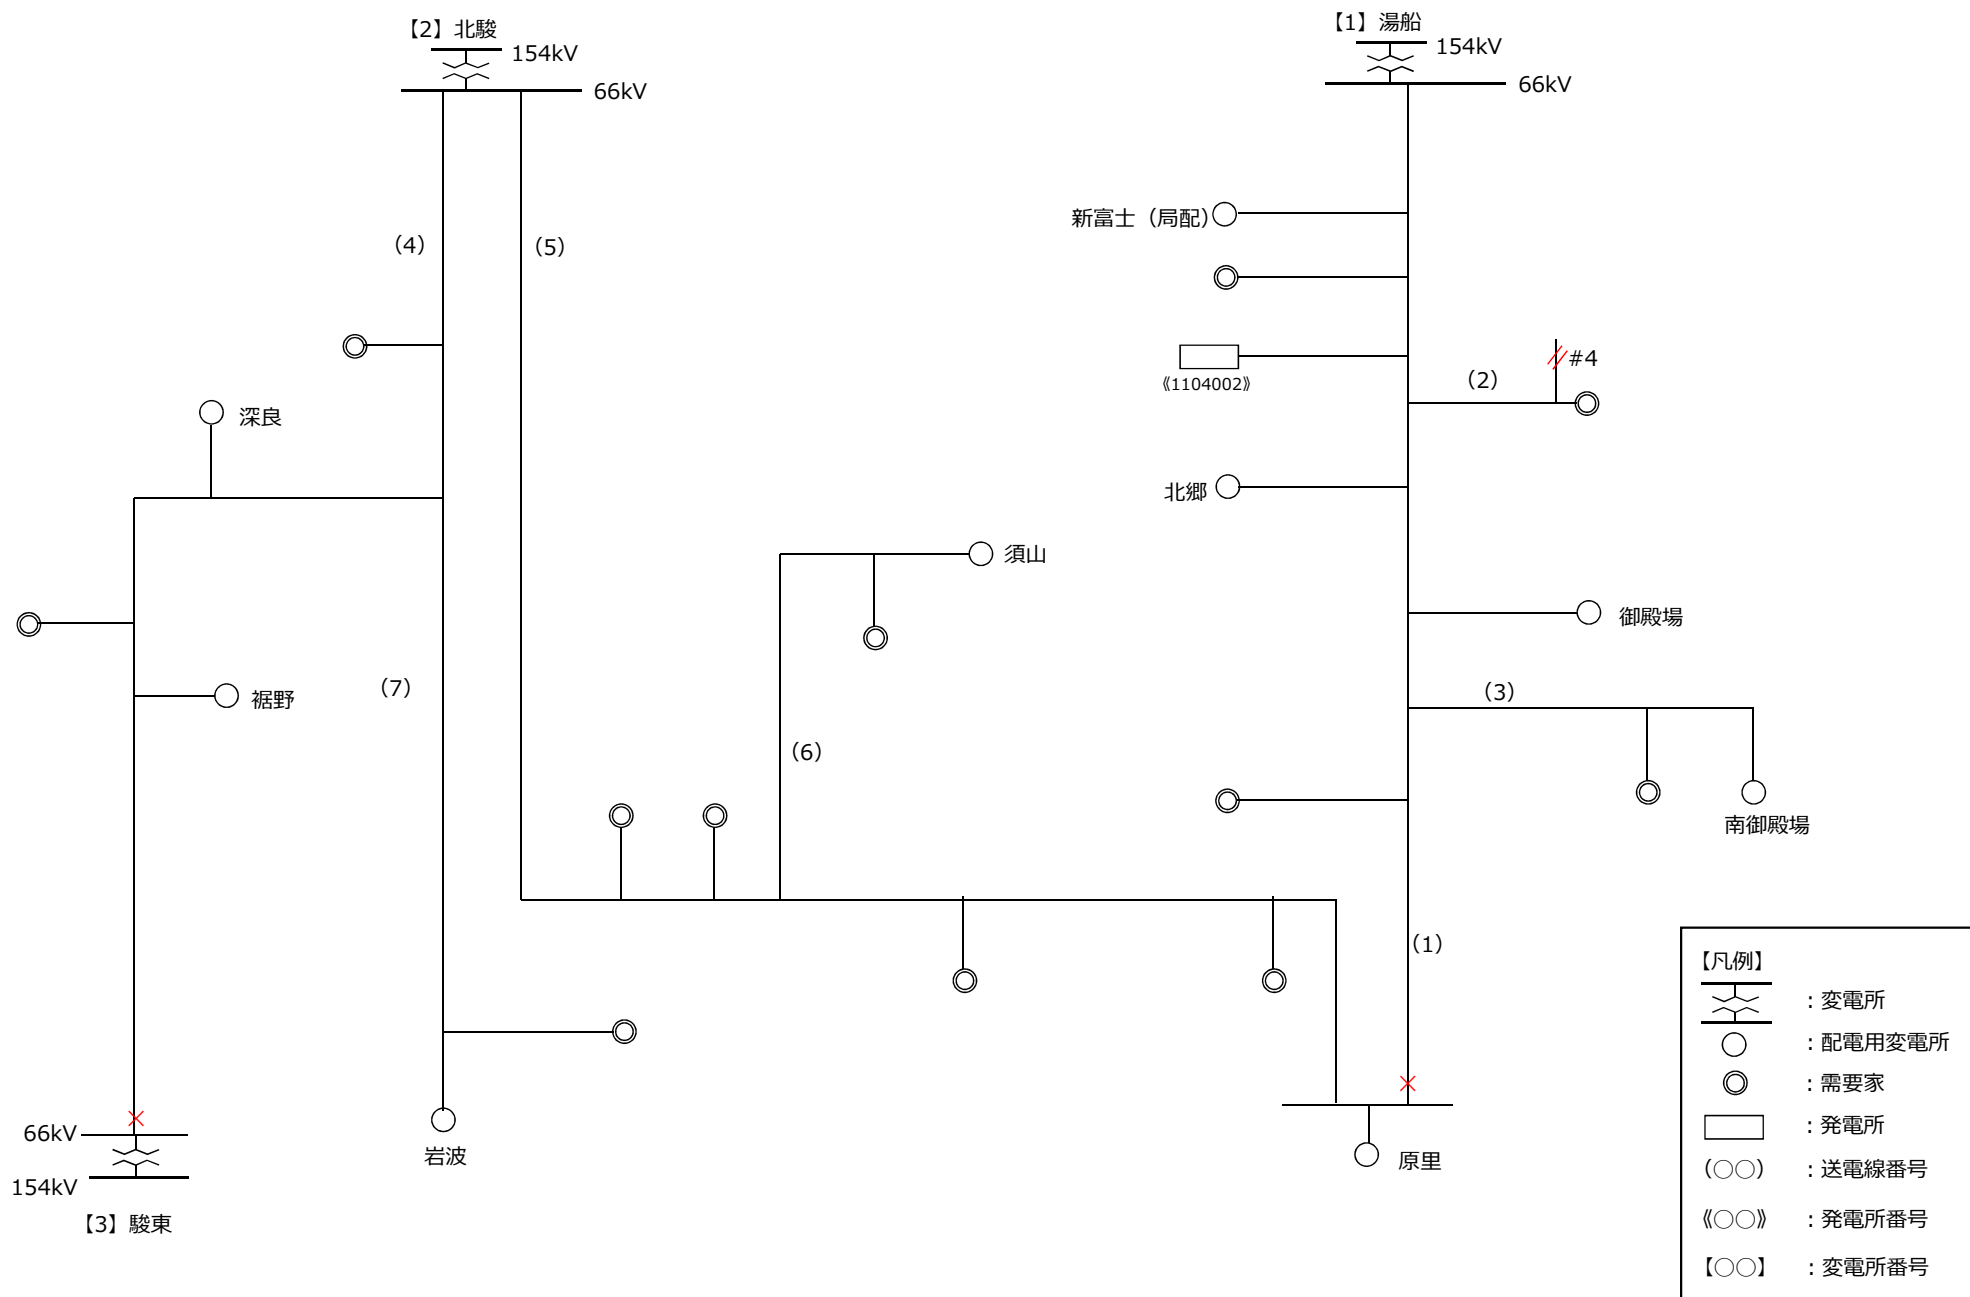 【2】北駿
154kV
66kV
【1】湯船
154kV
66kV
新富士（局配）
（4）
（5）
《1104002》
（2）
#4
深良
北郷
須山
御殿場
（7）
裾野
（3）
（6）
南御殿場
（1）
66kV
154kV
【3】駿東
岩波
原里
【凡例】
：変電所
：配電用変電所
：需要家
：発電所
（○○）：送電線番号
《○○》：発電所番号
【○○】：変電所番号